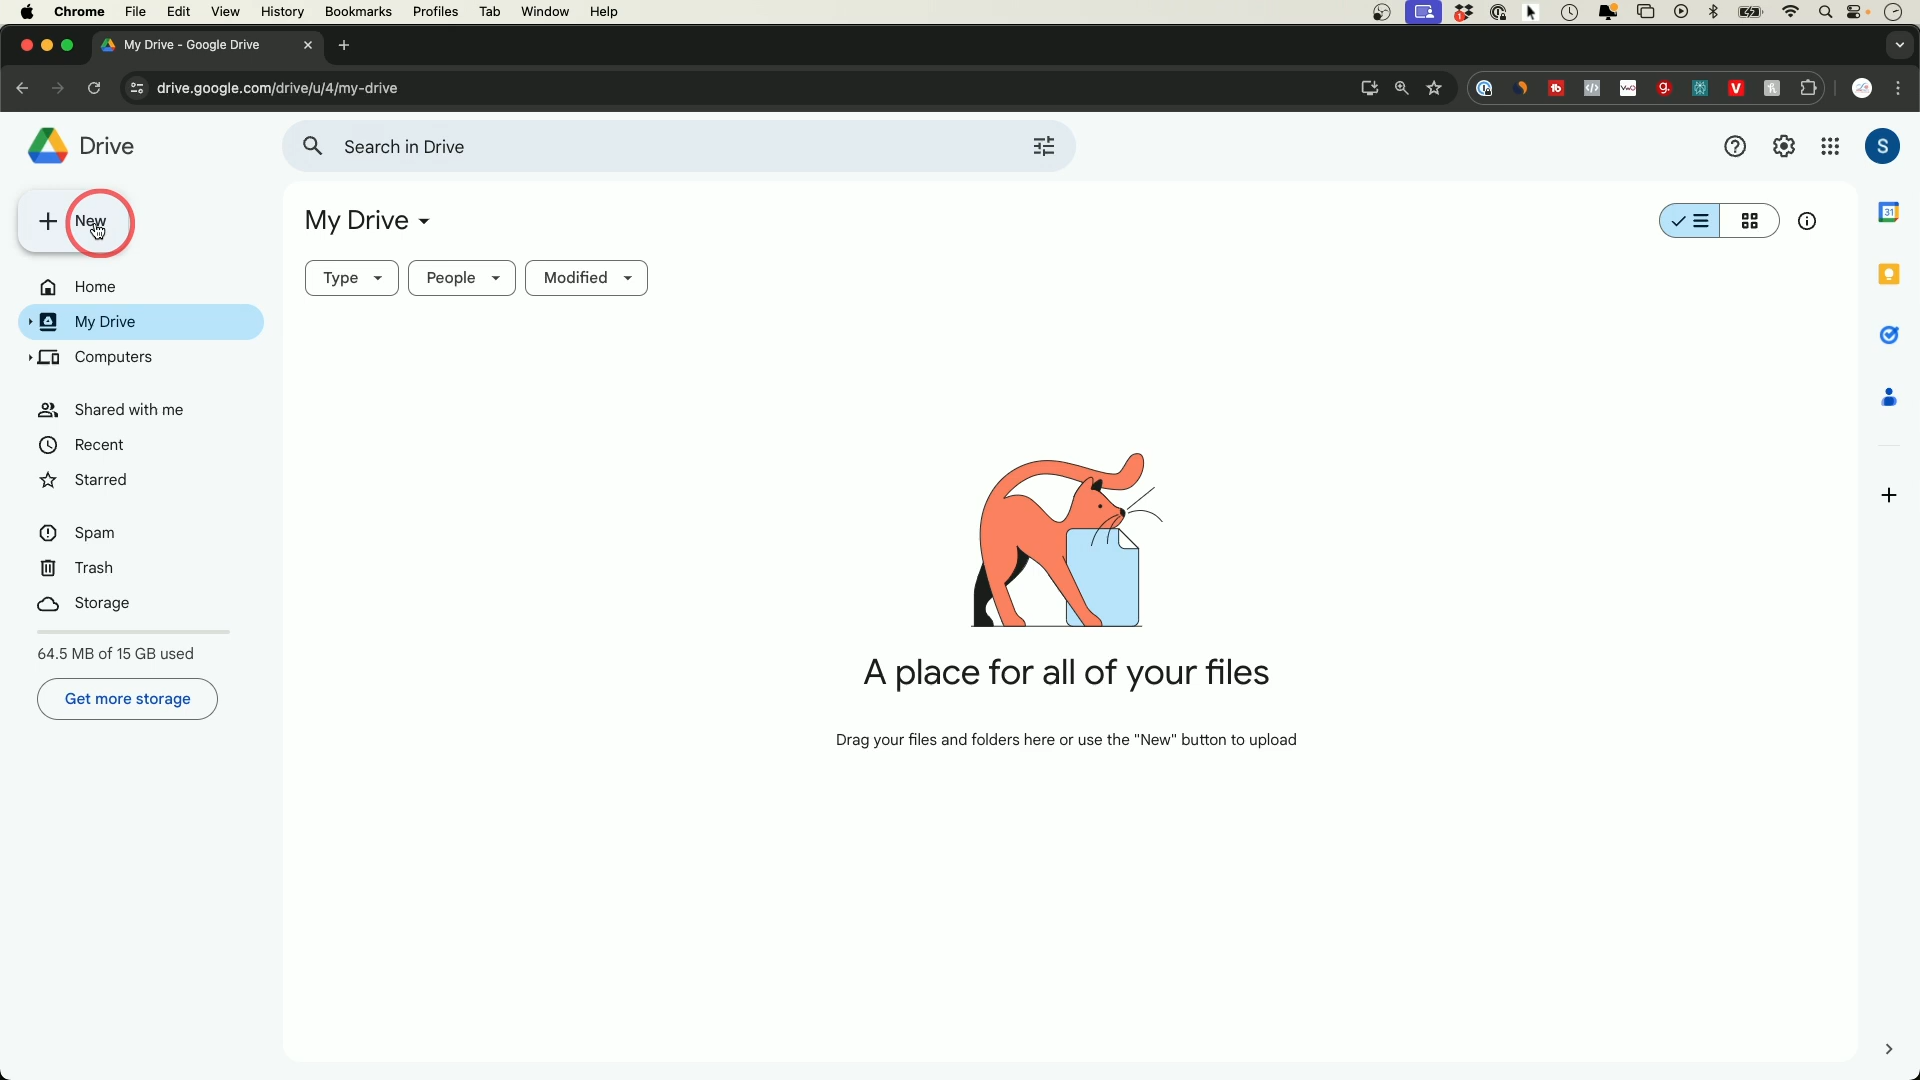 Chrome File Edit View History Bookmarks Profiles Tab Window Help
My Drive - Google Drive
drive.google.com/drive/u/4/my-drive
Drive
Search in Drive
S
New
My Drive
31
Type
People
Modified
Home
My Drive
Computers
Shared with me
Recent
Starred
Spam
Trash
Storage
64.5 MB of 15 GB used
Get more storage
A place for all of your files
Drag your files and folders here or use the "New" button to upload